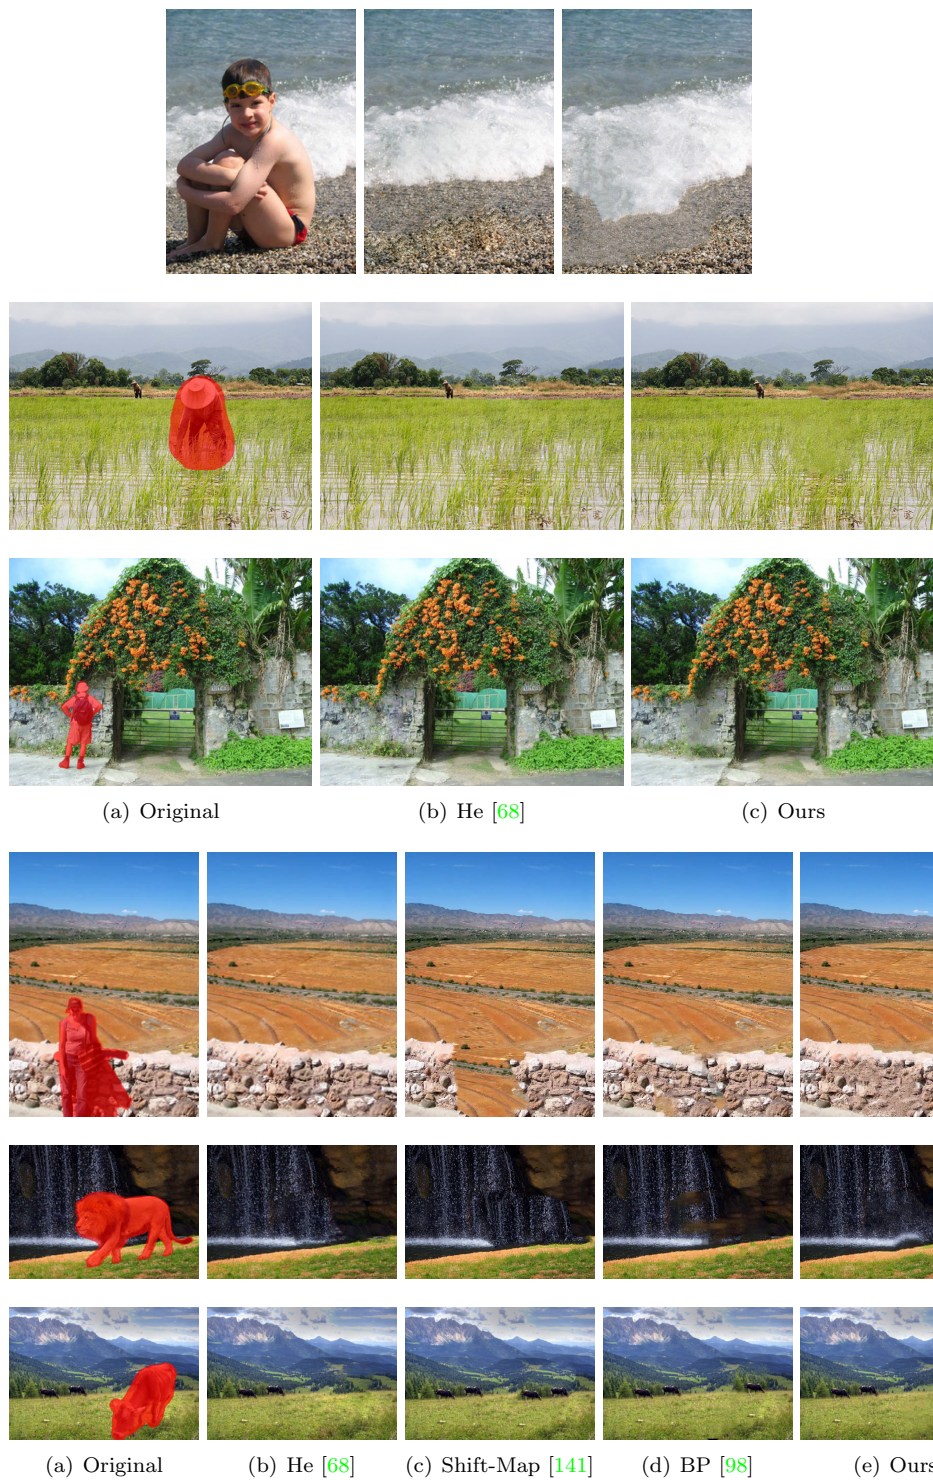 (a) Original (b) He [68] (c) Ours
(a) Original (b) He [68] (c) Shift-Map [141] (d) BP [98] (e) Ours